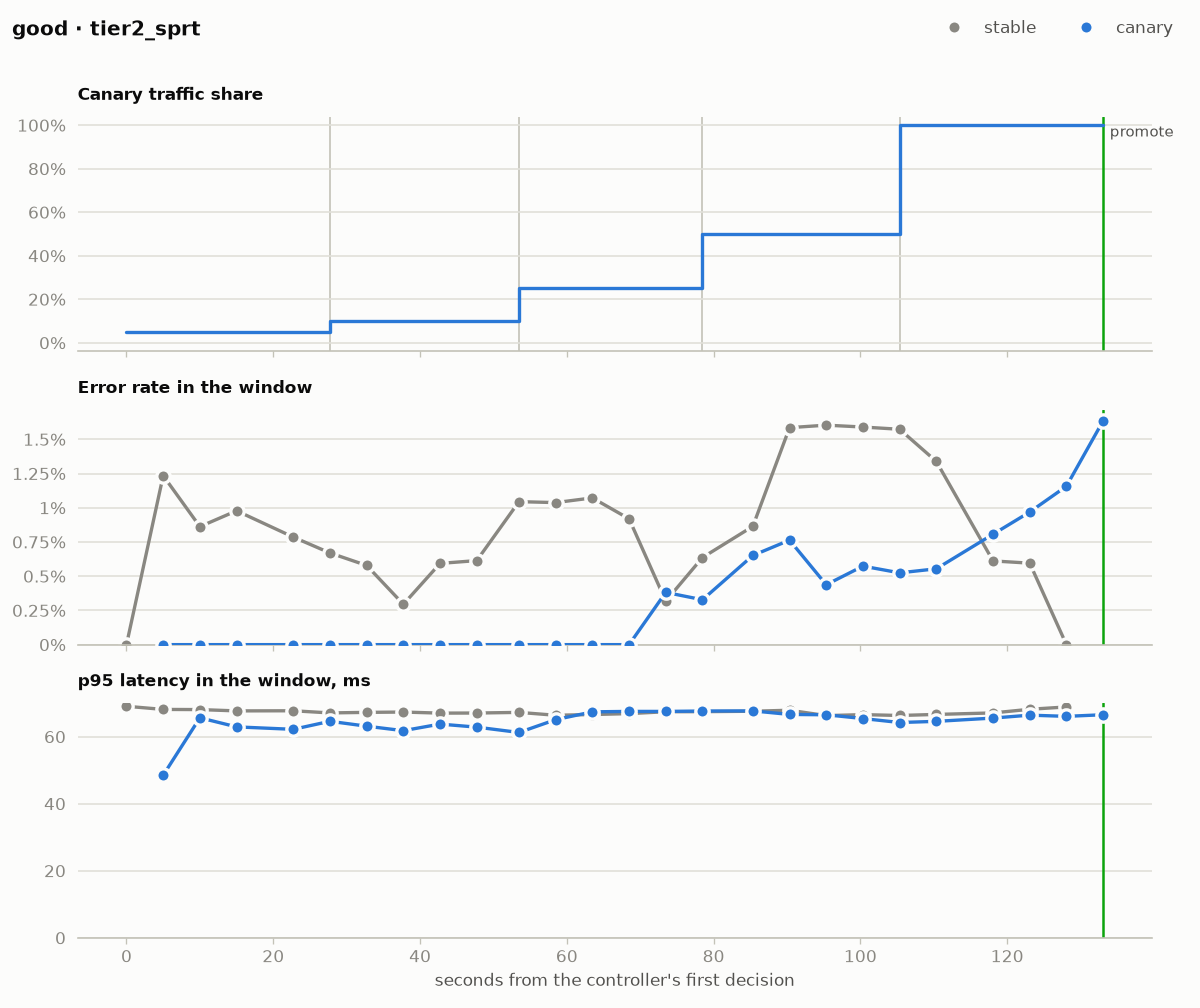 good · tier2_sprt
stable
canary
Canary traffic share
100%
80%
60%
40%
20%
0%
promote
Error rate in the window
1.5%
1.25%
1%
0.75%
0.5%
0.25%
0%
p95 latency in the window, ms
60
40
20
0
0 20 40 60 80 100 120
seconds from the controller's first decision